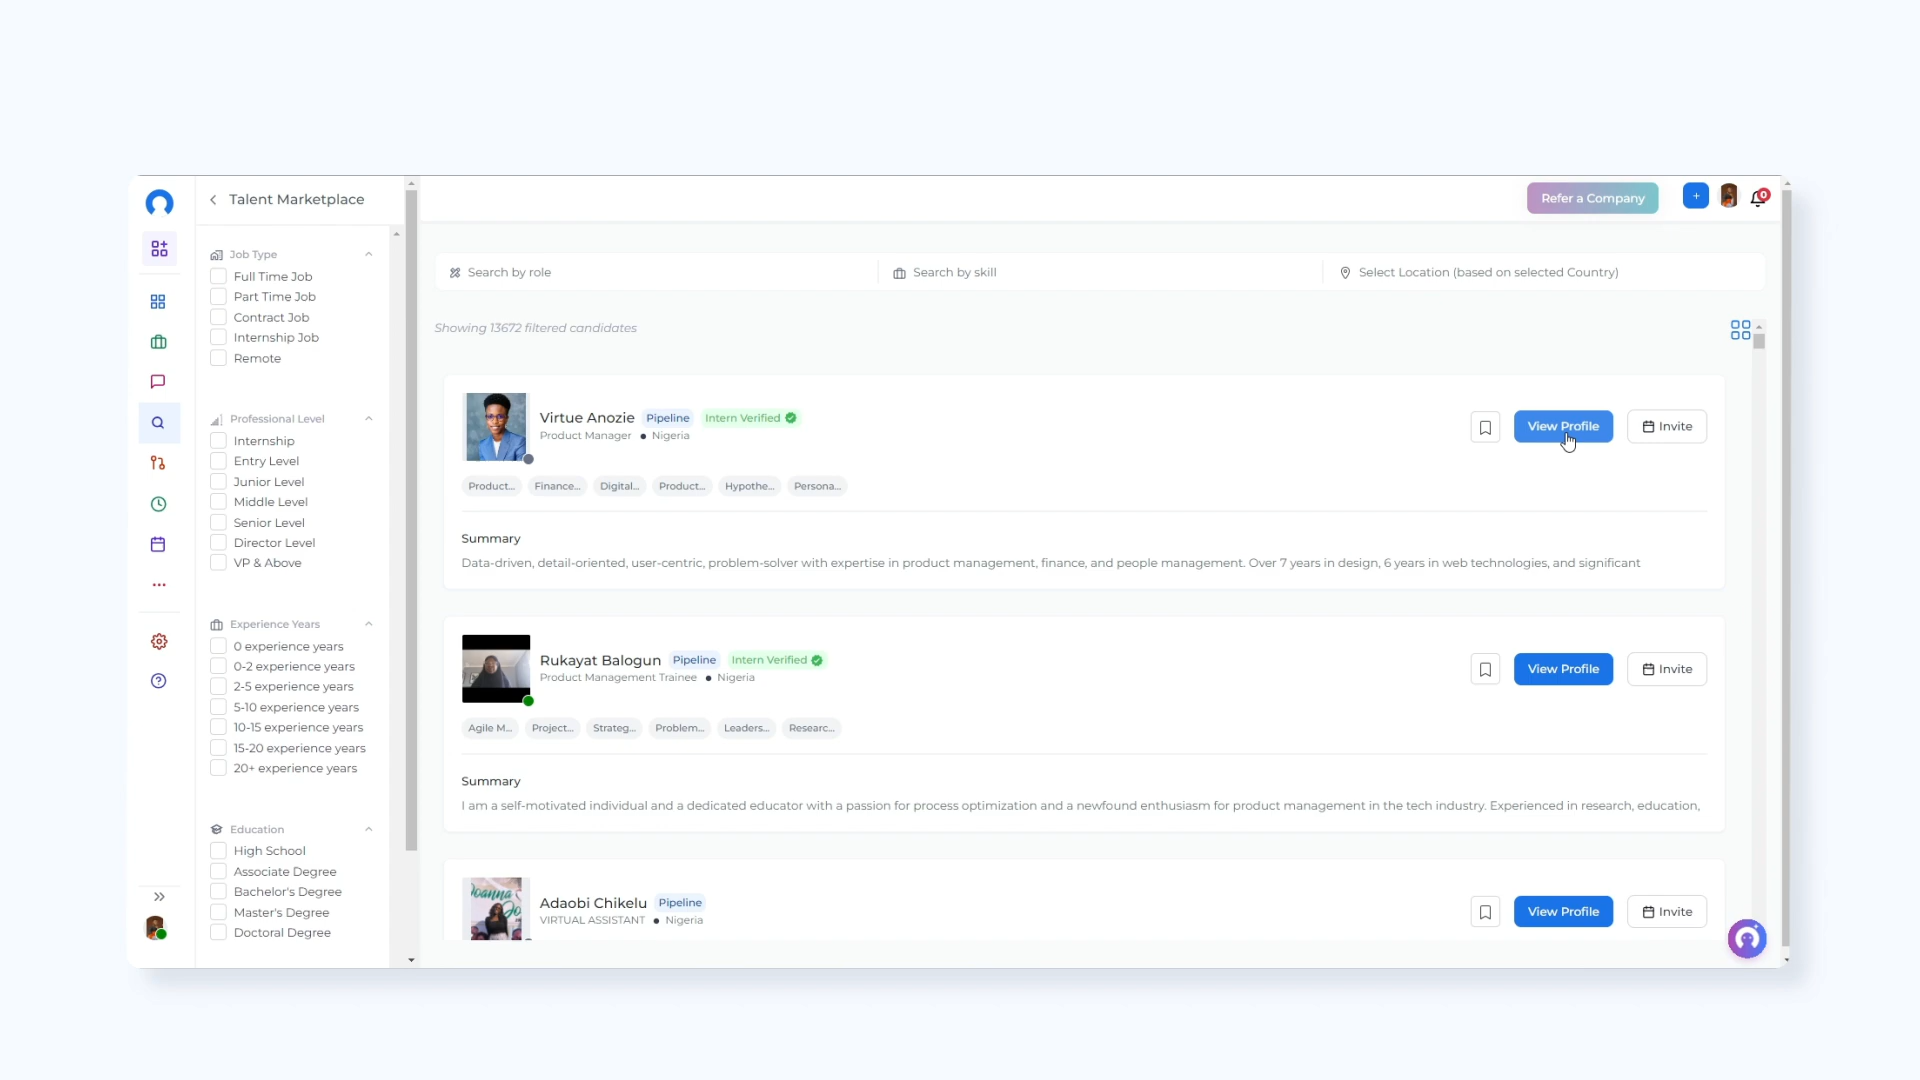 Talent Marketplace
Refer a Company
+
0
Job Type
Full Time Job
Part Time Job
Contract Job
Internship Job
Remote
Professional Level
Internship
Entry Level
Junior Level
Middle Level
Senior Level
Director Level
VP & Above
Experience Years
0 experience years
0-2 experience years
2-5 experience years
5-10 experience years
10-15 experience years
15-20 experience years
20+ experience years
Education
High School
Associate Degree
Bachelor's Degree
Master's Degree
Doctoral Degree
Search by role
Search by skill
Select Location (based on selected Country)
Showing 13672 filtered candidates
Virtue Anozie Pipeline Intern Verified
Product Manager • Nigeria
View Profile
Invite
Product... Finance... Digital... Product... Hypothe... Persona...
Summary
Data-driven, detail-oriented, user-centric, problem-solver with expertise in product management, finance, and people management. Over 7 years in design, 6 years in web technologies, and significant
Rukayat Balogun Pipeline Intern Verified
Product Management Trainee • Nigeria
View Profile
Invite
Agile M... Project... Strateg... Problem... Leaders... Researc...
Summary
I am a self-motivated individual and a dedicated educator with a passion for process optimization and a newfound enthusiasm for product management in the tech industry. Experienced in research, education,
Adaobi Chikelu Pipeline
VIRTUAL ASSISTANT • Nigeria
View Profile
Invite